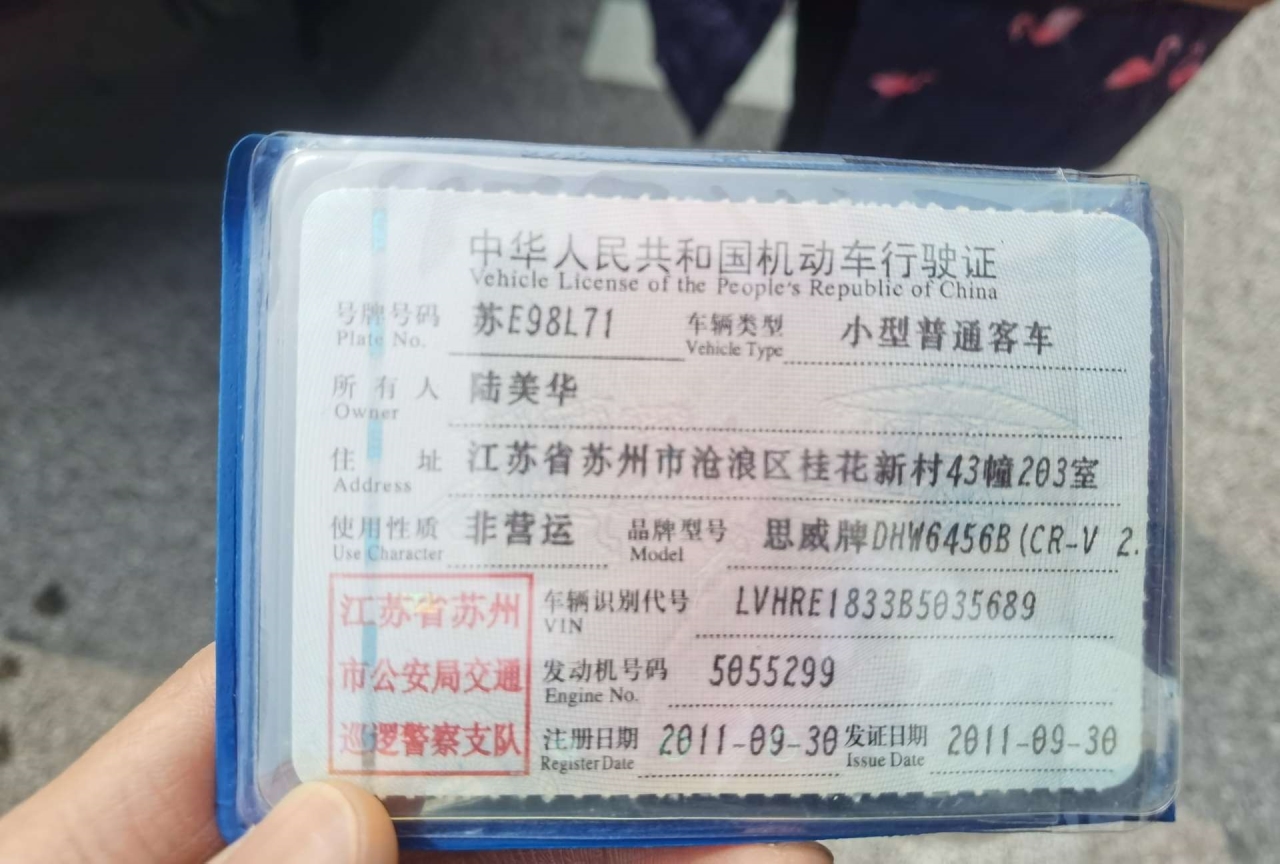 中华人民共和国机动车行驶证
Vehicle License of the People's Republic of China
号牌号码 苏E98L71 车辆类型 小型普通客车
Plate No. Vehicle Type
所有人 陆美华
Owner
住址 江苏省苏州市沧浪区桂花新村43幢203室
Address
使用性质 非营运 品牌型号 思威牌DHW6456B(CR-V 2.
Use Character Model
江苏省苏州
市公安局交通
巡逻警察支队
车辆识别代号 LVHRE1833B5035689
VIN
发动机号码 5055299
Engine No.
注册日期 2011-09-30 发证日期 2011-09-30
Register Date Issue Date